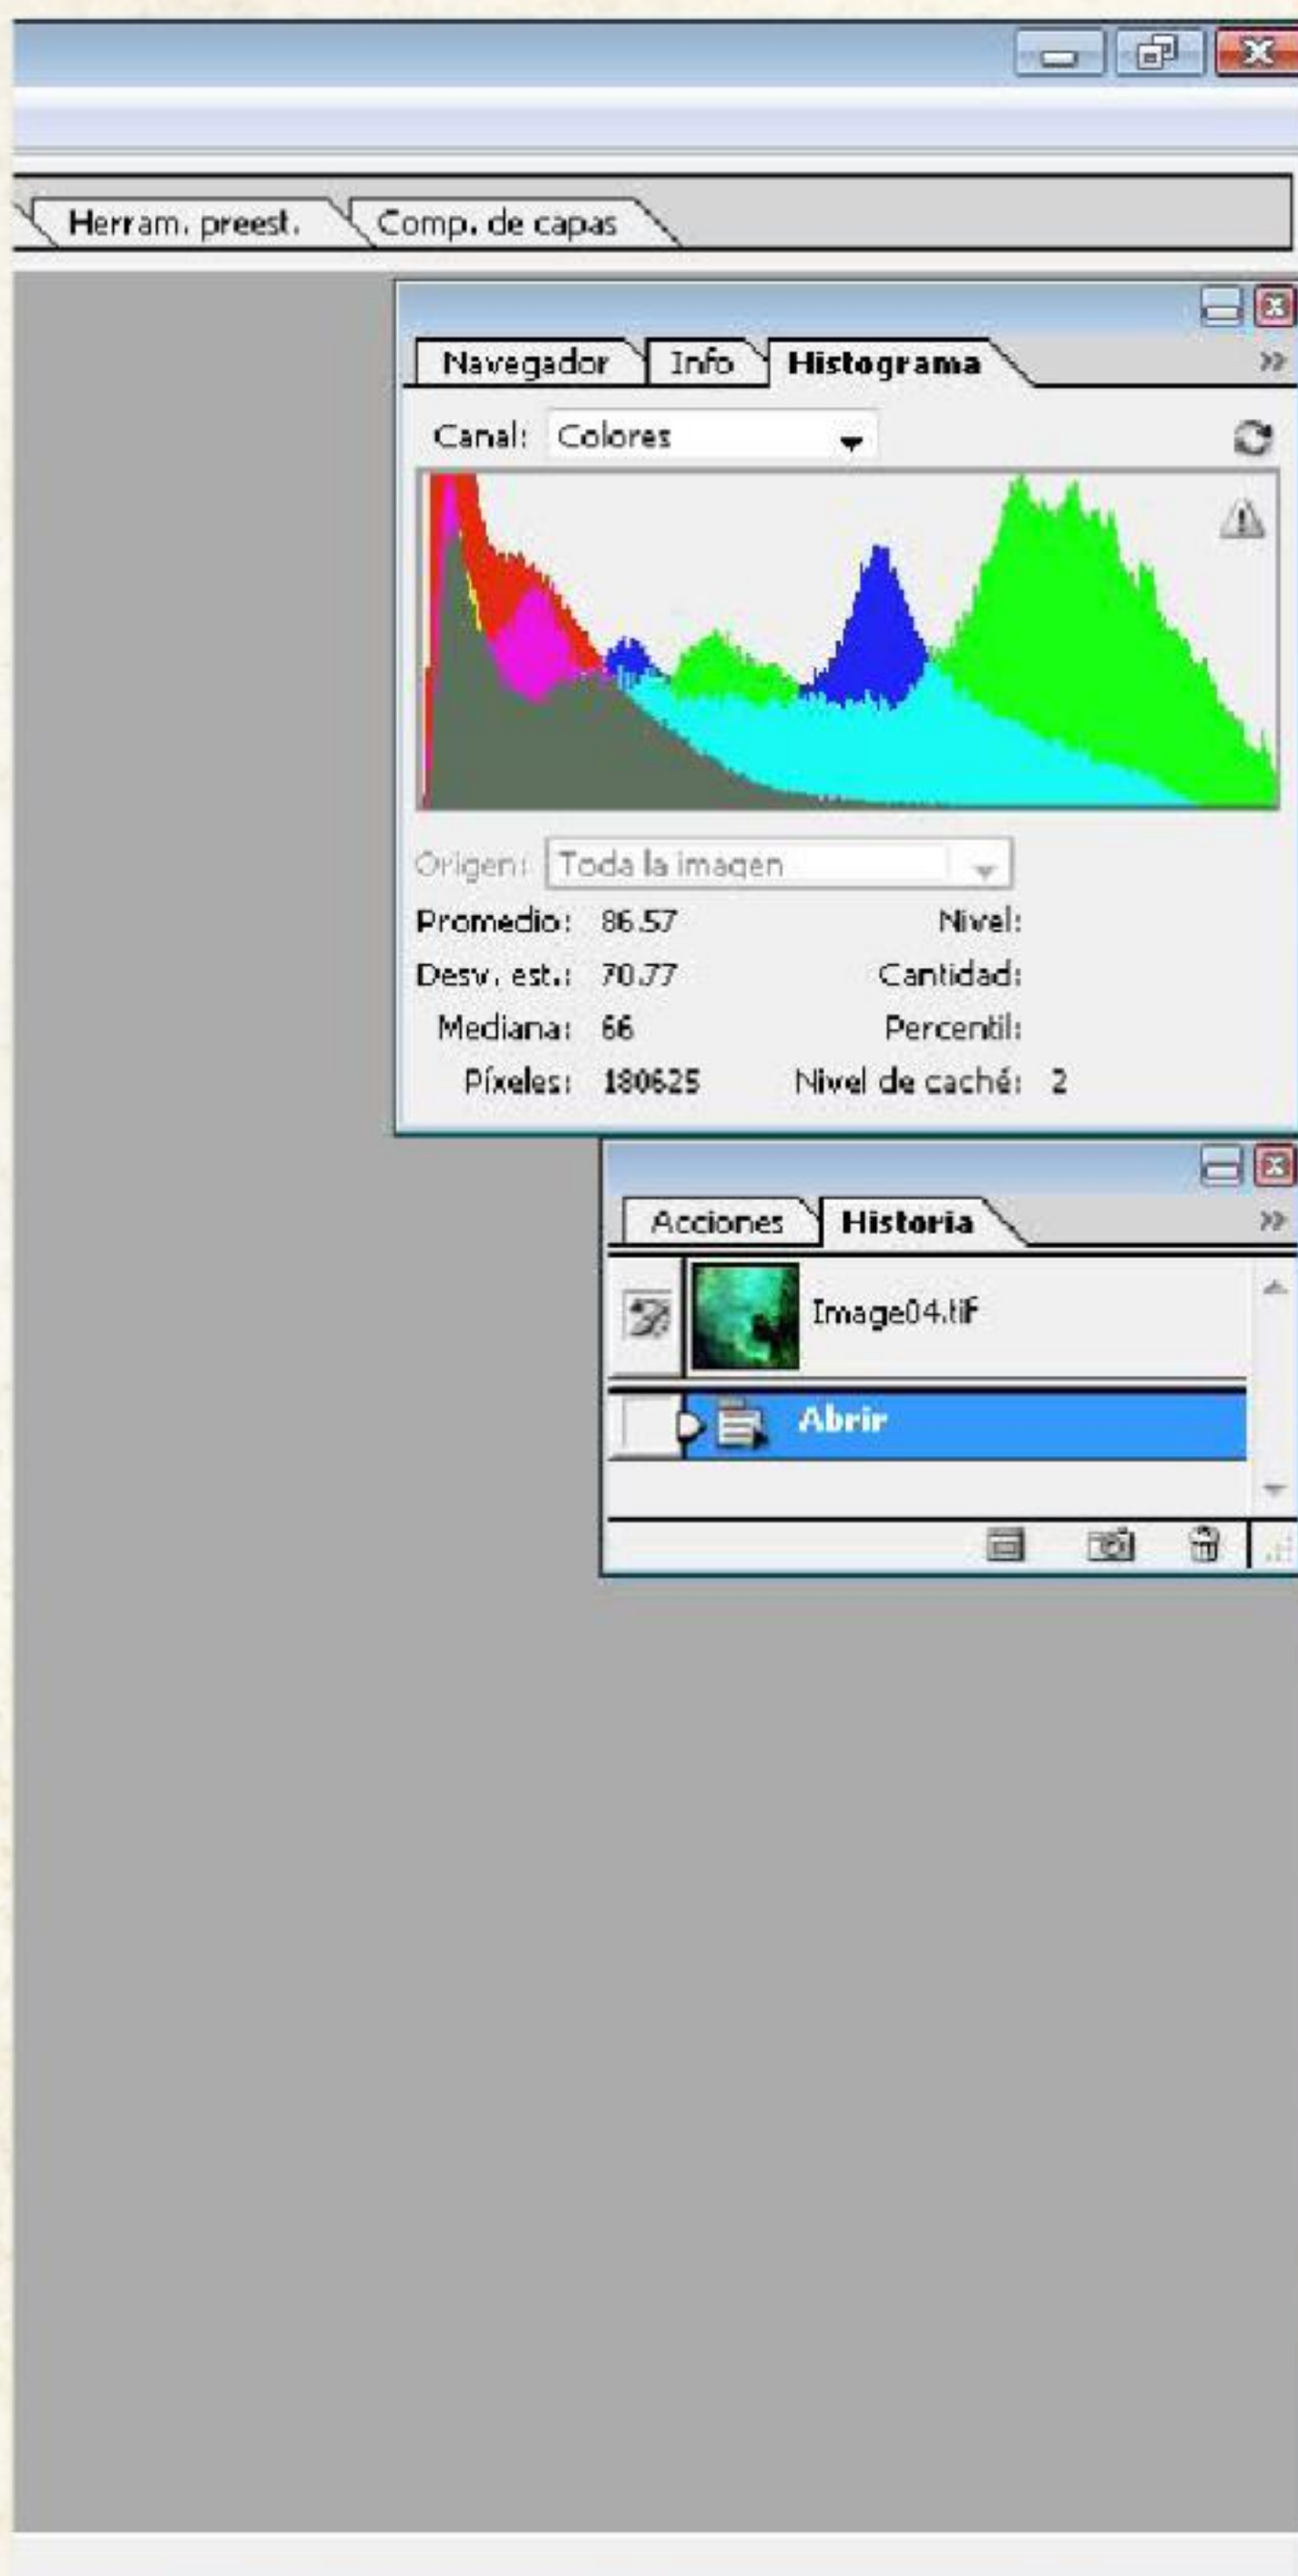 Herram. preest. Comp. de capas
Navegador Info Histograma
Canal: Colores
Origen: Toda la imagen
Promedio: 86.57 Nivel:
Desv. est.: 70.77 Cantidad:
Mediana: 66 Percentil:
Píxeles: 180625 Nivel de caché: 2
Acciones Historia
Image04.tif
Abrir